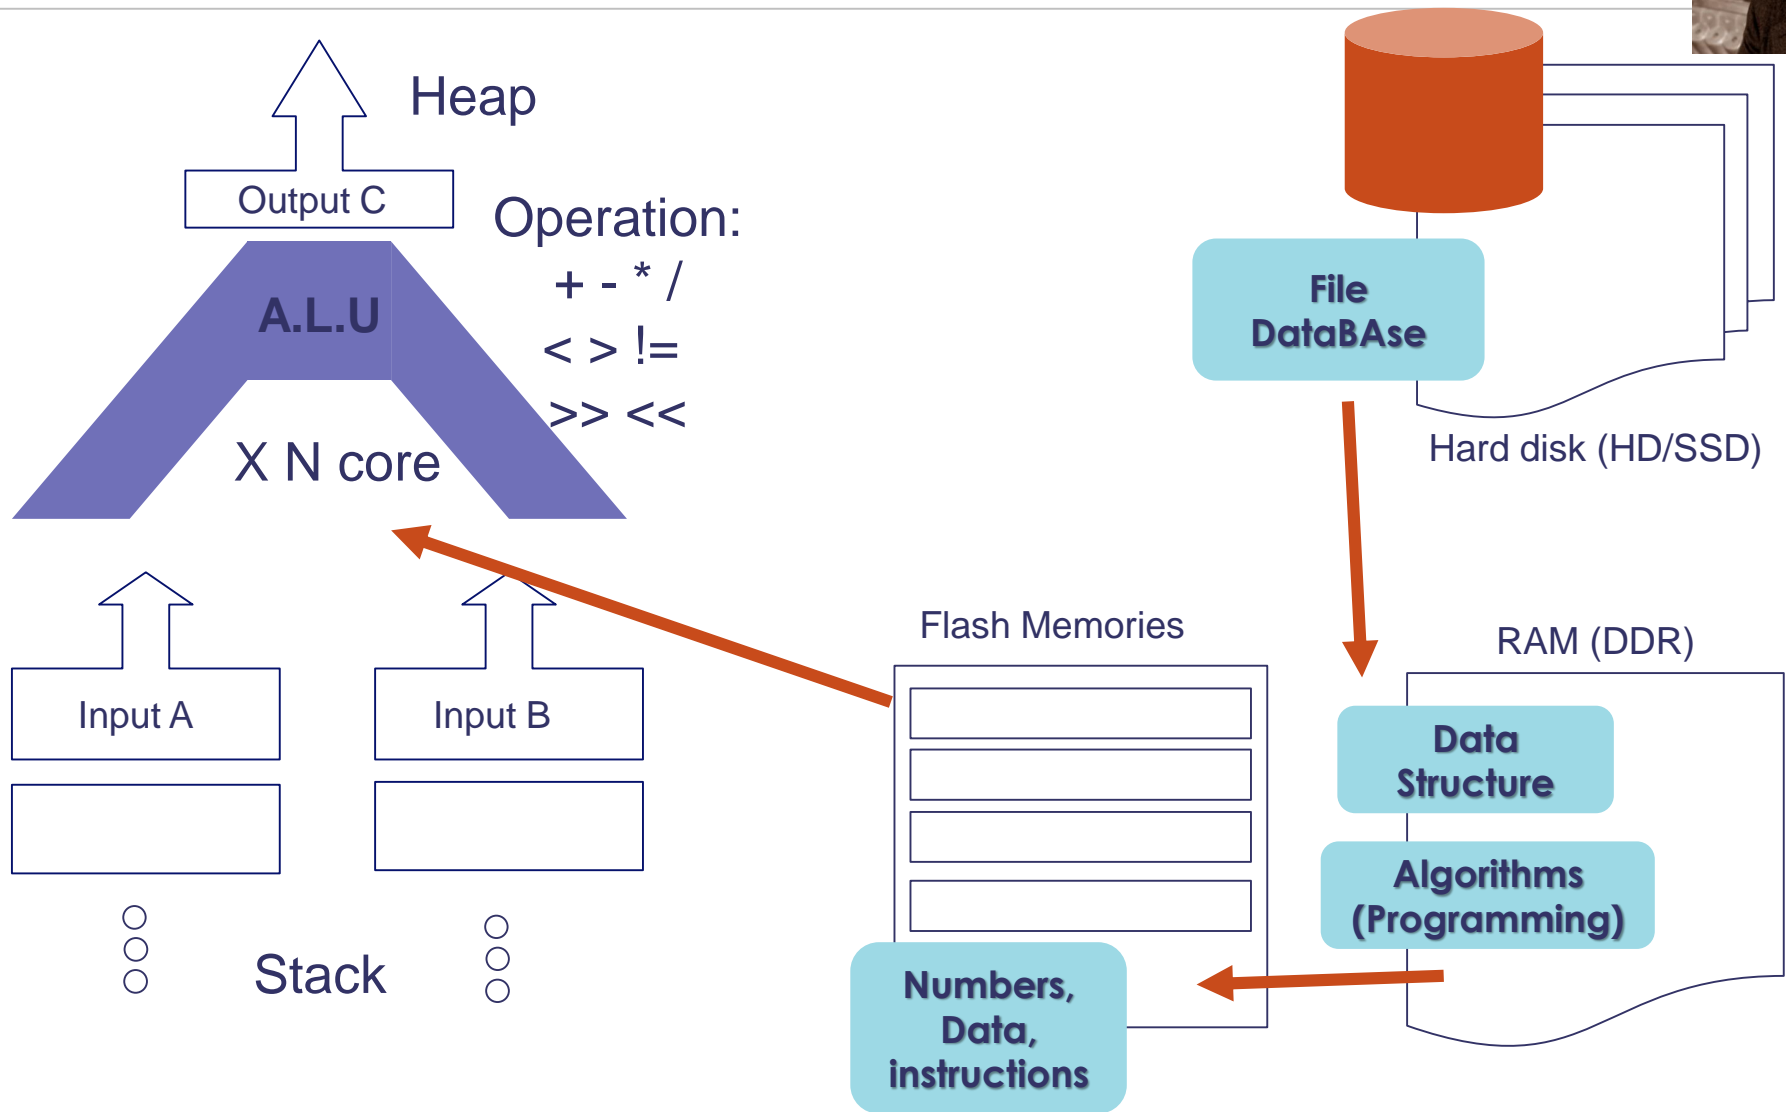 Heap
Output C
Operation:
+ - * /
< > !=
>> <<
A.L.U
X N core
Input A
Input B
Stack
File
DataBAse
Hard disk (HD/SSD)
Flash Memories
RAM (DDR)
Data
Structure
Algorithms
(Programming)
Numbers,
Data,
instructions